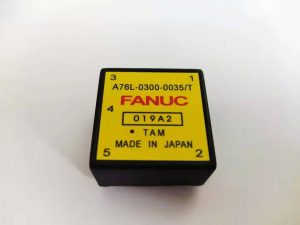 3 1
A76L-0300-0035/T
FANUC
4
019A2
• TAM
MADE IN JAPAN
5 2